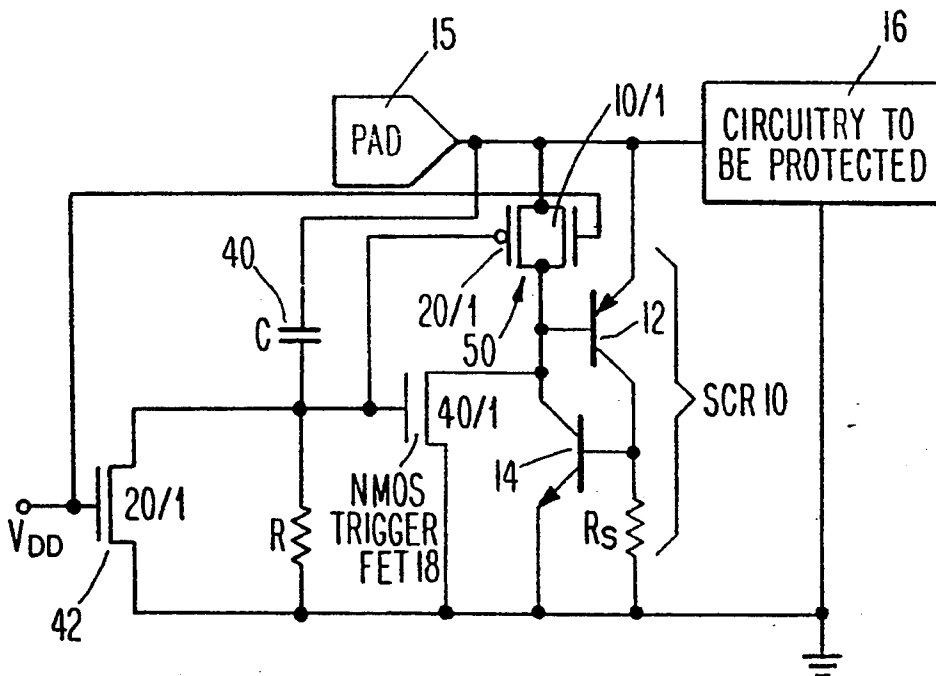 15
16
PAD
10/1
CIRCUITRY TO
BE PROTECTED
40
20/1
50
12
C
SCR 10
40/1
14
VDD
20/1
R
NMOS
TRIGGER
FET 18
RS
42